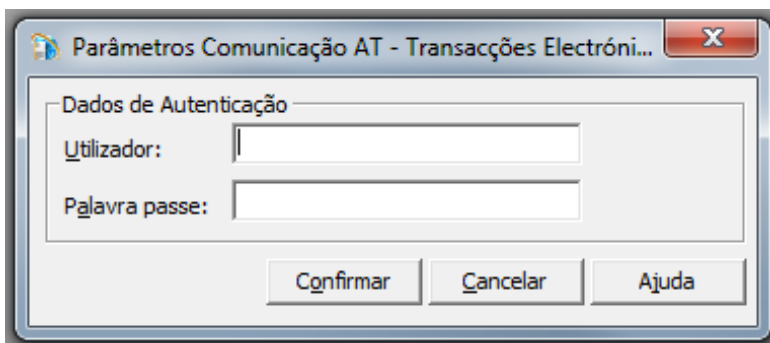 Parâmetros Comunicação AT - Transacções Electróni...
Dados de Autenticação
Utilizador:
Palavra passe:
Confirmar Cancelar Ajuda